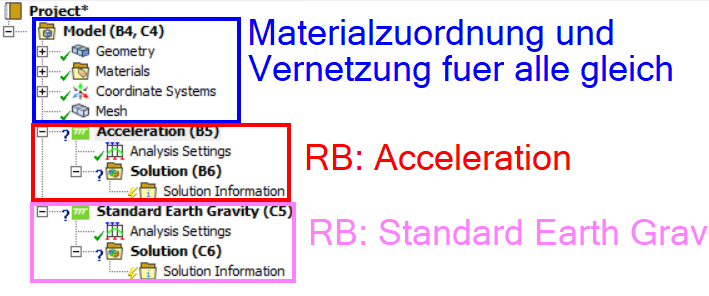 Project*
Model (B4, C4)
Geometry
Materials
Coordinate Systems
Mesh
Materialzuordnung und
Vernetzung fuer alle gleich
Acceleration (B5)
Analysis Settings
Solution (B6)
Solution Information
RB: Acceleration
Standard Earth Gravity (C5)
Analysis Settings
Solution (C6)
Solution Information
RB: Standard Earth Grav